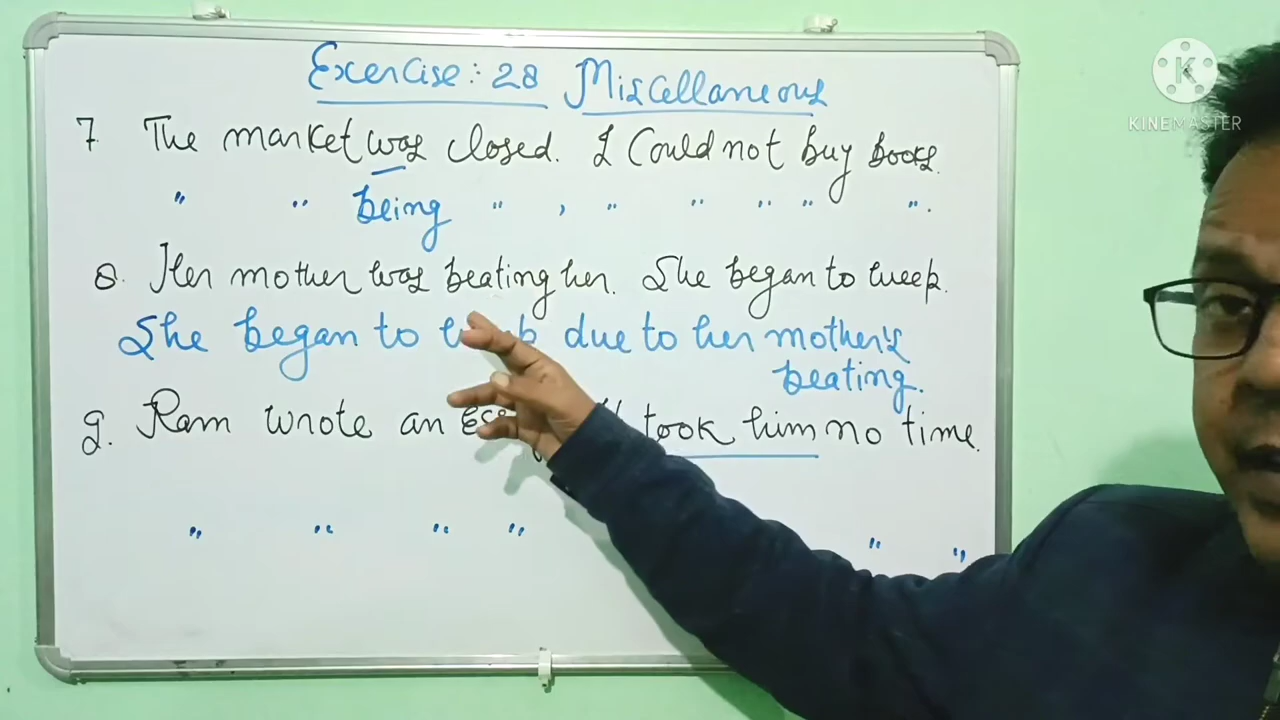 Exercise:- 28 Miscellaneous
KINEMASTER
7. The market was closed. I Could not buy books.
" " being " , " " " " ".
8. Her mother was beating her. She began to weep.
She began to due to her mother's
beating.
9. Ram wrote an took him no time.
" " " " " "